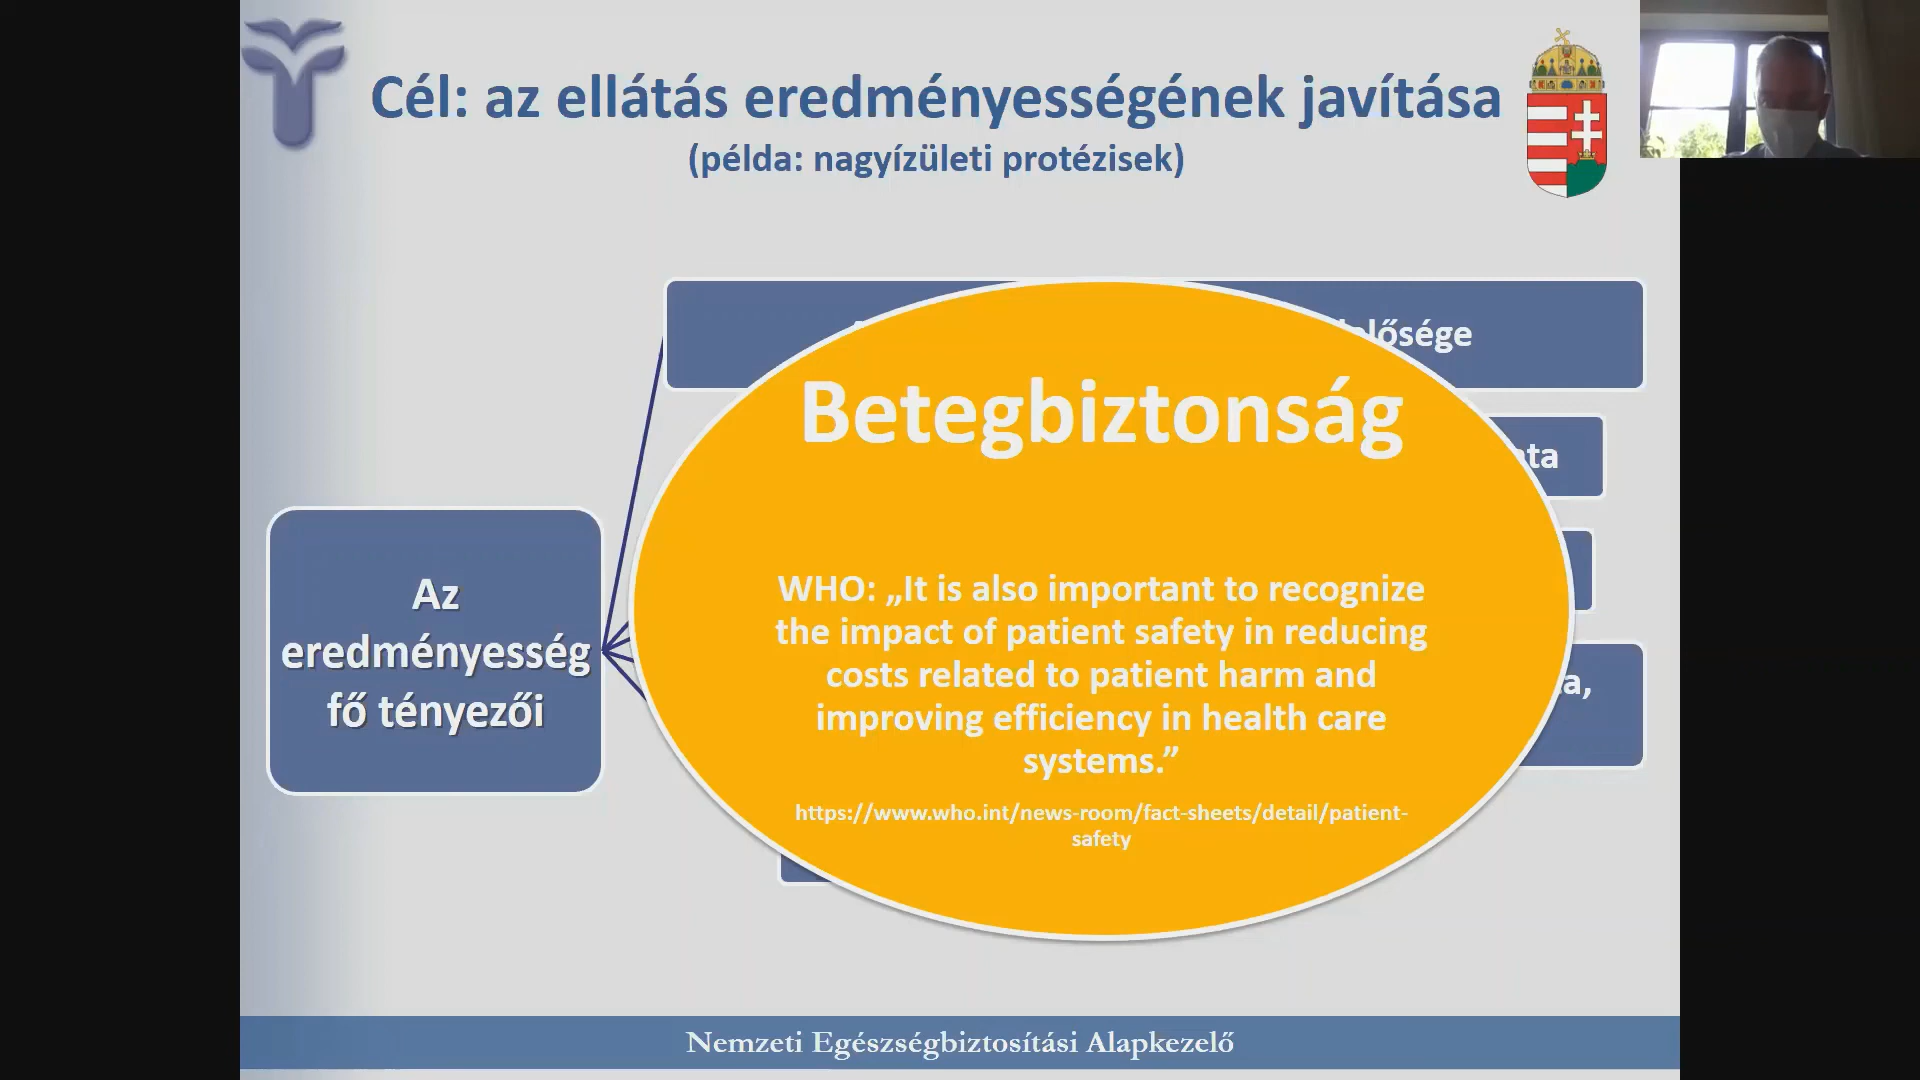 Cél: az ellátás eredményességének javítása
(példa: nagyízületi protézisek)
Betegbiztonság
Az
eredményesség
fő tényezői
WHO: „It is also important to recognize
the impact of patient safety in reducing
costs related to patient harm and
improving efficiency in health care
systems.”
https://www.who.int/news-room/fact-sheets/detail/patient-
safety
Nemzeti Egészségbiztosítási Alapkezelő